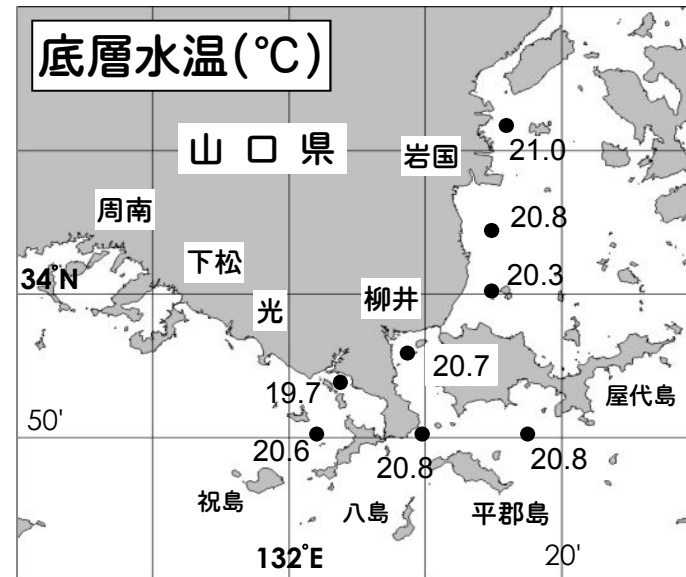 底層水温(℃)
山口県
岩国
21.0
周南
20.8
下松
34°N
20.3
光
柳井
20.7
19.7
屋代島
50'
20.6
20.8
20.8
祝島
八島
平郡島
132°E
20'